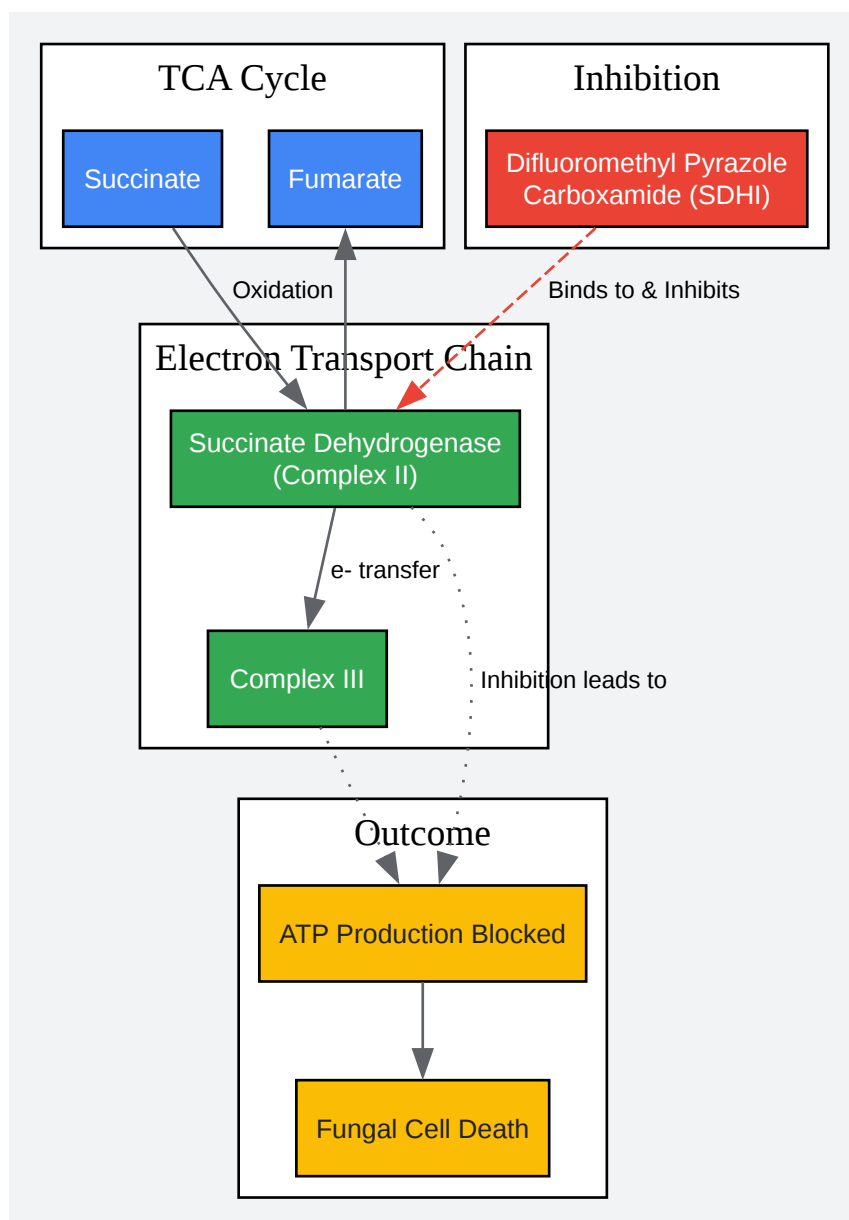 TCA Cycle
Inhibition
Succinate
Fumarate
Difluoromethyl Pyrazole
Carboxamide (SDHI)
Oxidation
Binds to & Inhibits
Electron Transport Chain
Succinate Dehydrogenase
(Complex II)
e- transfer
Complex III
Inhibition leads to
Outcome
ATP Production Blocked
Fungal Cell Death